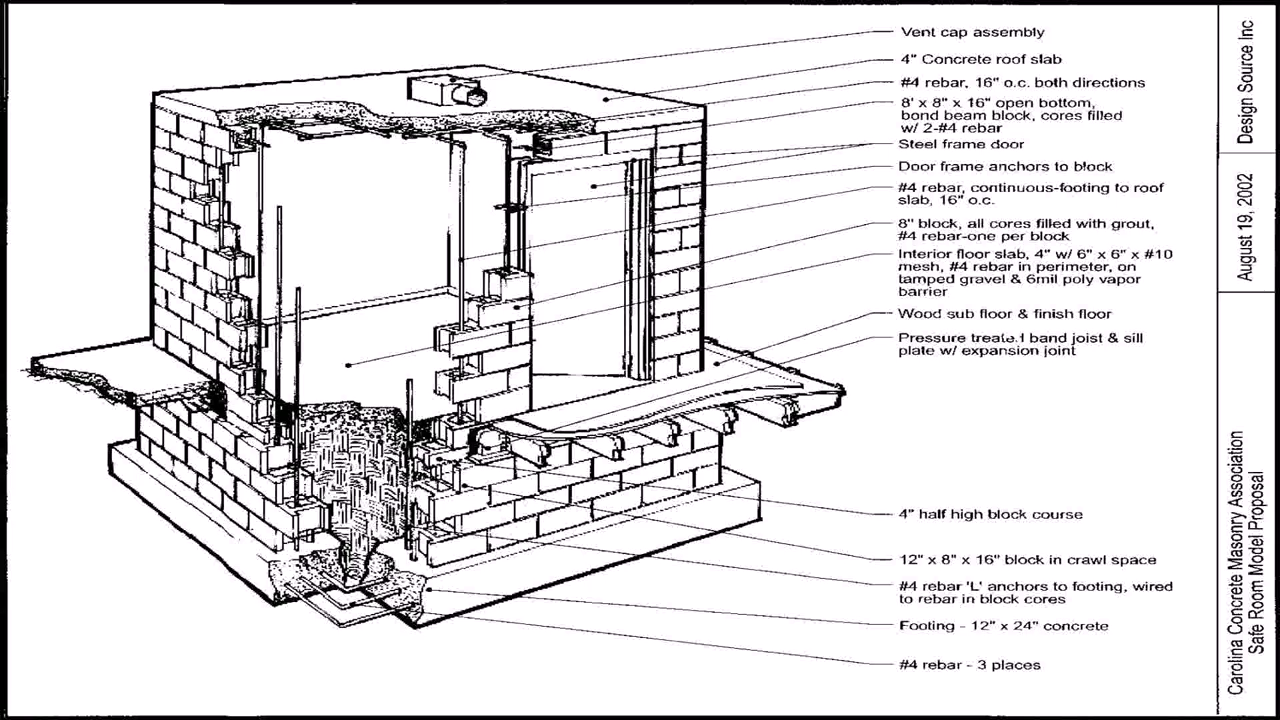 Vent cap assembly
4" Concrete roof slab
#4 rebar, 16" o.c. both directions
8' x 8" x 16" open bottom,
bond beam block, cores filled
w/ 2-#4 rebar
Steel frame door
Door frame anchors to block
#4 rebar, continuous-footing to roof
slab, 16" o.c.
8" block, all cores filled with grout,
#4 rebar-one per block
Interior floor slab, 4" w/ 6" x 6" x #10
mesh, #4 rebar in perimeter, on
tamped gravel & 6mil poly vapor
barrier
Wood sub floor & finish floor
Pressure treated band joist & sill
plate w/ expansion joint
4" half high block course
12" x 8" x 16" block in crawl space
#4 rebar 'L' anchors to footing, wired
to rebar in block cores
Footing - 12" x 24" concrete
#4 rebar - 3 places
Design Source Inc
August 19, 2002
Carolina Concrete Masonry Association
Safe Room Model Proposal